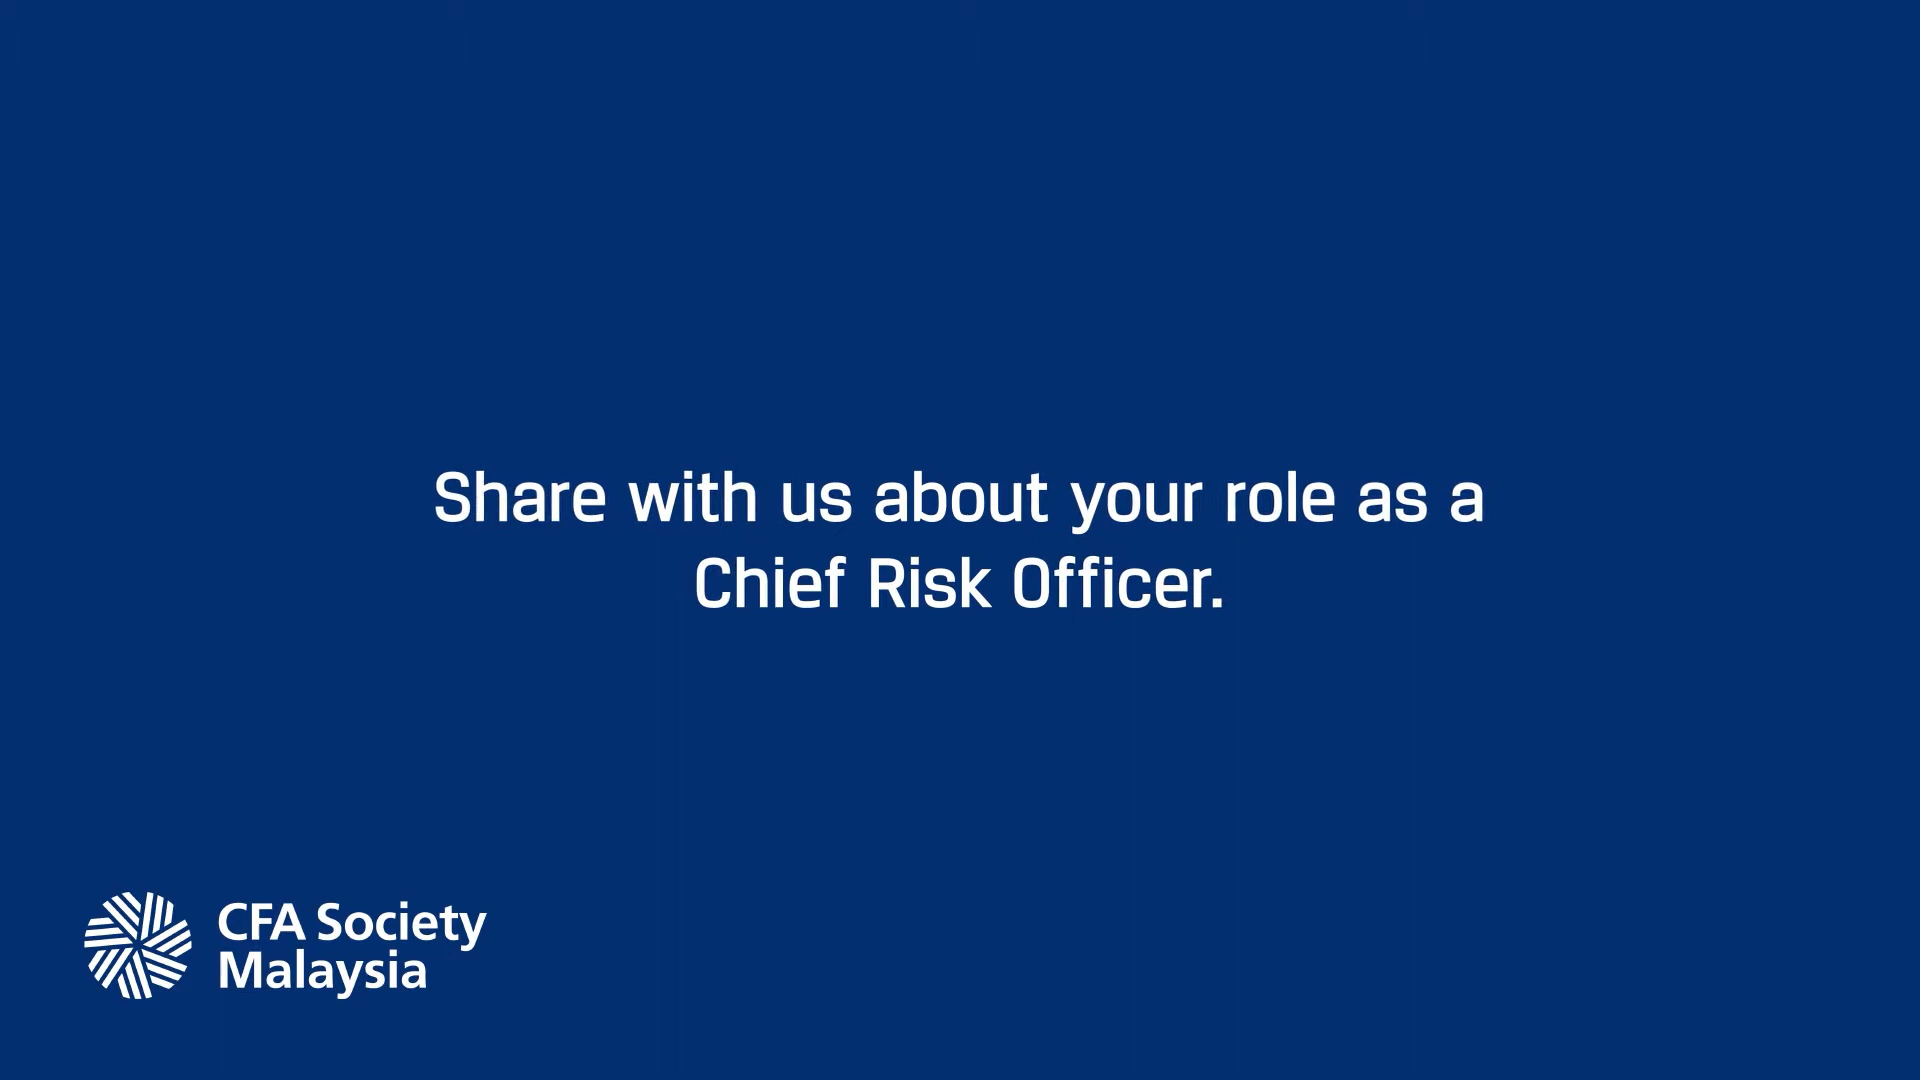 Share with us about your role as a
Chief Risk Officer.
CFA Society
Malaysia